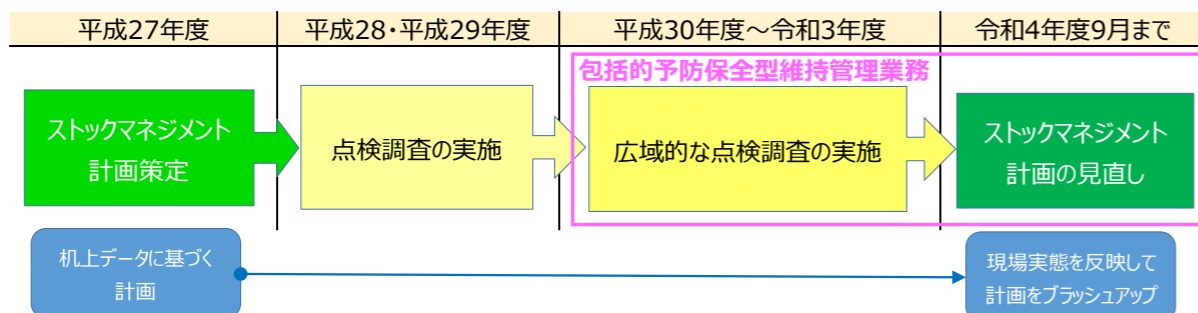 平成27年度
平成28・平成29年度
平成30年度～令和3年度
令和4年度9月まで
包括的予防保全型維持管理業務
ストックマネジメント
計画策定
点検調査の実施
広域的な点検調査の実施
ストックマネジメント
計画の見直し
机上データに基づく
計画
現場実態を反映して
計画をブラッシュアップ